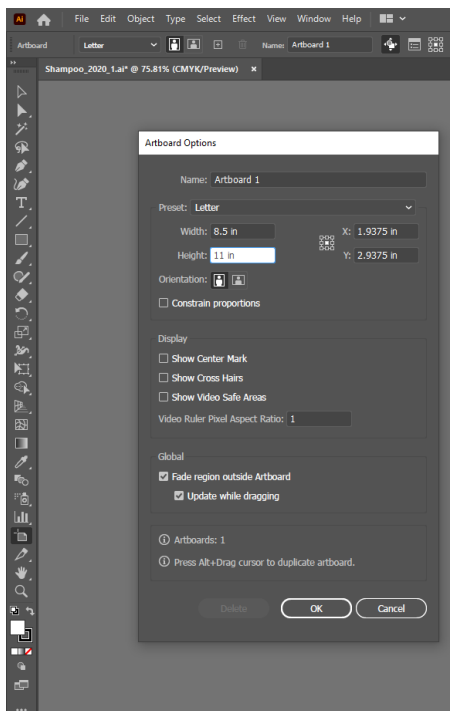 Ai File Edit Object Type Select Effect View Window Help
Artboard Letter Name: Artboard 1
Shampoo_2020_1.ai* @ 75.81% (CMYK/Preview) ×
Artboard Options
Name: Artboard 1
Preset: Letter
Width: 8.5 in X: 1.9375 in
Height: 11 in Y: 2.9375 in
Orientation:
Constrain proportions
Display
Show Center Mark
Show Cross Hairs
Show Video Safe Areas
Video Ruler Pixel Aspect Ratio: 1
Global
Fade region outside Artboard
Update while dragging
Artboards: 1
Press Alt+Drag cursor to duplicate artboard.
Delete OK Cancel